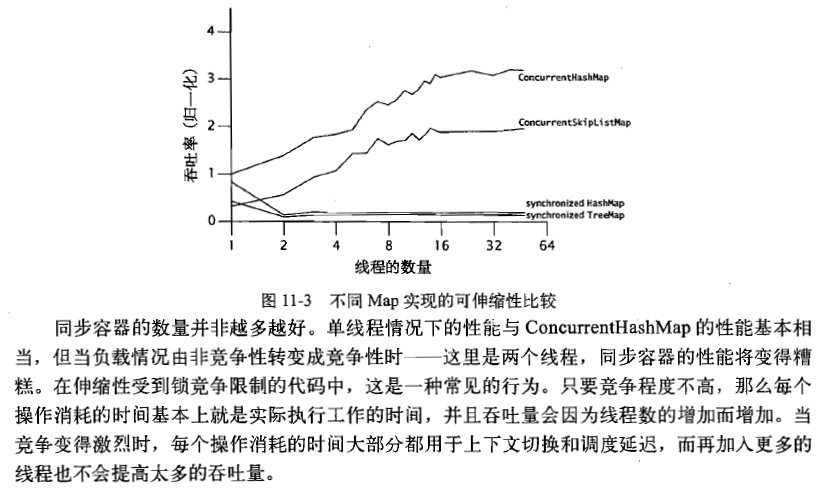 4
3
2
1
0
吞吐率（归一化）
ConcurrentHashMap
ConcurrentSkipListMap
synchronized HashMap
synchronized TreeMap
1 2 4 8 16 32 64
线程的数量
图 11-3 不同 Map 实现的可伸缩性比较
同步容器的数量并非越多越好。单线程情况下的性能与 ConcurrentHashMap 的性能基本相
当，但当负载情况由非竞争性转变成竞争性时——这里是两个线程，同步容器的性能将变得糟
糕。在伸缩性受到锁竞争限制的代码中，这是一种常见的行为。只要竞争程度不高，那么每个
操作消耗的时间基本上就是实际执行工作的时间，并且吞吐量会因为线程数的增加而增加。当
竞争变得激烈时，每个操作消耗的时间大部分都用于上下文切换和调度延迟，而再加入更多的
线程也不会提高太多的吞吐量。